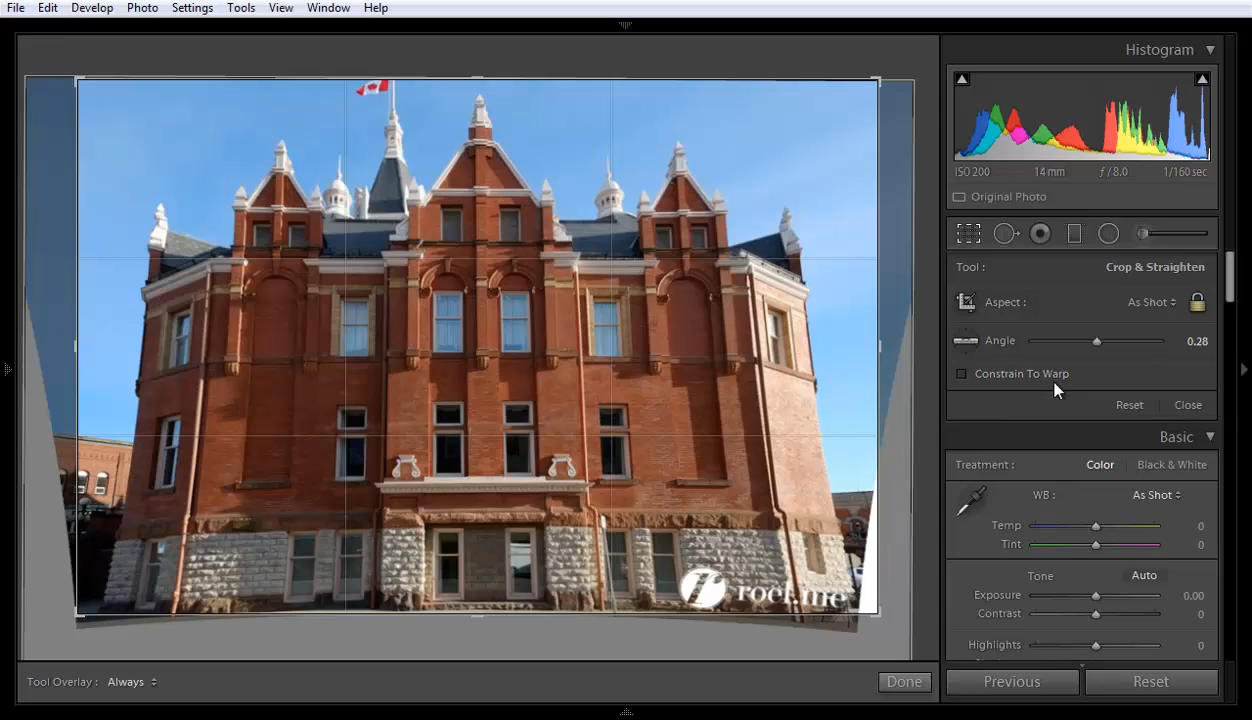 File Edit Develop Photo Settings Tools View Window Help
Histogram
ISO 200 14 mm ƒ / 8.0 1/160 sec
Original Photo
Tool : Crop & Straighten
Aspect : As Shot
Angle 0.28
Constrain To Warp
Reset Close
Basic
Treatment : Color Black & White
WB : As Shot
Temp 0
Tint 0
Tone Auto
Exposure 0.00
Contrast 0
Highlights 0
roel.me
Tool Overlay : Always Done Previous Reset